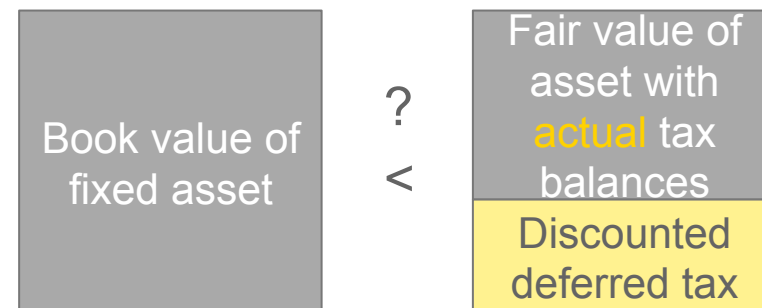 Book value of
fixed asset
?
<
Fair value of
asset with
actual tax
balances
Discounted
deferred tax